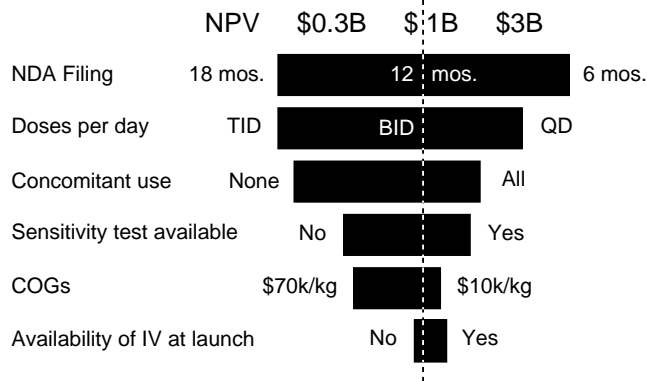 NPV $0.3B $1B $3B
NDA Filing 18 mos. 12 mos. 6 mos.
Doses per day TID BID QD
Concomitant use None All
Sensitivity test available No Yes
COGs $70k/kg $10k/kg
Availability of IV at launch No Yes